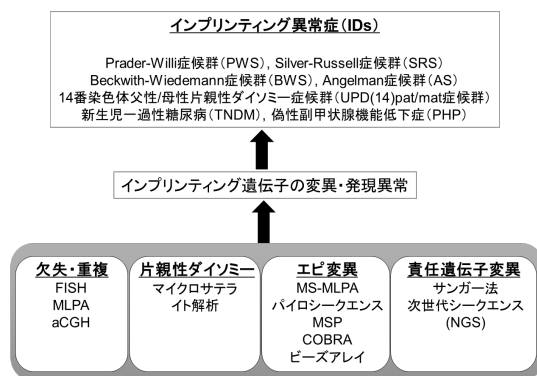 インプリンティング異常症(IDs)
Prader-Willi症候群(PWS), Silver-Russell症候群(SRS)
Beckwith-Wiedemann症候群(BWS), Angelman症候群(AS)
14番染色体父性/母性片親性ダイソミー症候群(UPD(14)pat/mat症候群)
新生児一過性糖尿病(TNDM), 偽性副甲状腺機能低下症(PHP)
インプリンティング遺伝子の変異・発現異常
欠失・重複
FISH
MLPA
aCGH
片親性ダイソミー
マイクロサテラ
イト解析
エピ変異
MS-MLPA
パイロシークエンス
MSP
COBRA
ビーズアレイ
責任遺伝子変異
サンガー法
次世代シークエンス
(NGS)